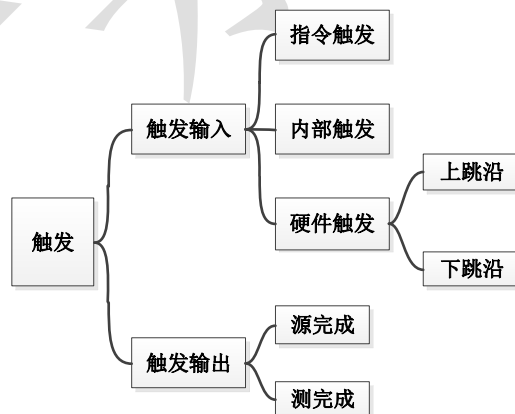 触发
触发输入
指令触发
内部触发
硬件触发
上跳沿
下跳沿
触发输出
源完成
测完成